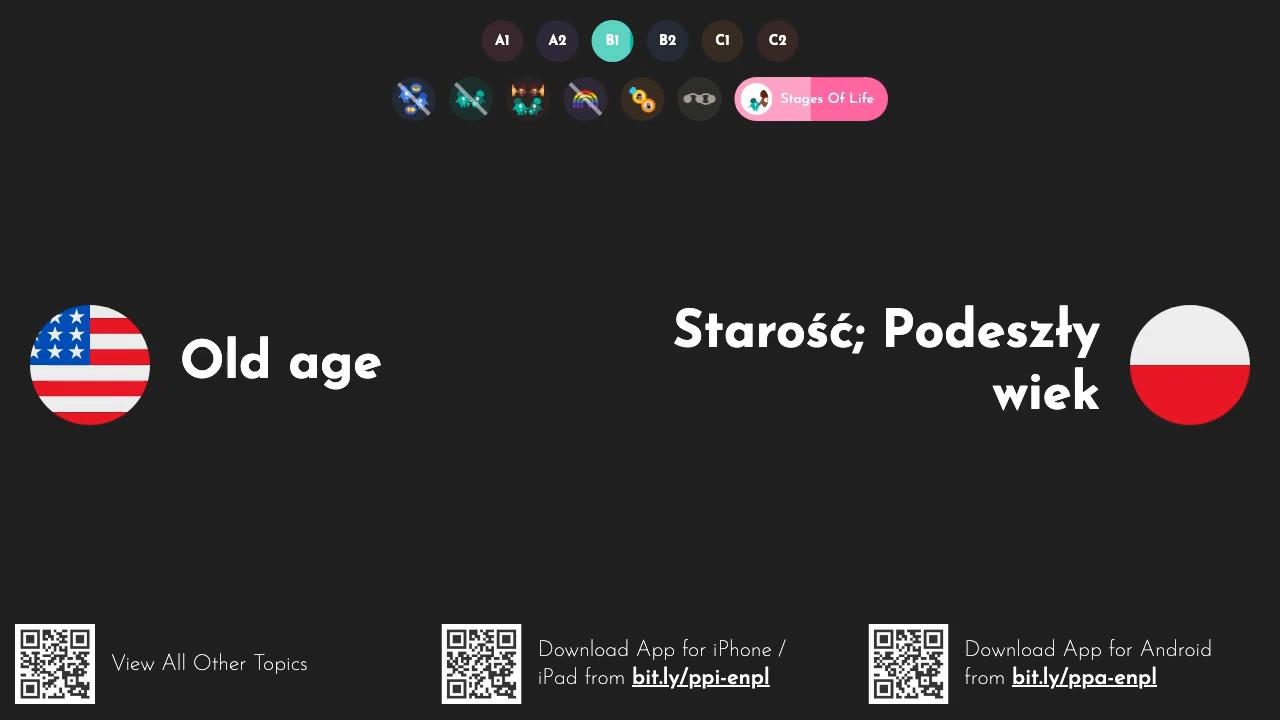 A1 A2 B1 B2 C1 C2
Stages Of Life
Old age
Starość; Podeszły
wiek
View All Other Topics
Download App for iPhone /
iPad from bit.ly/ppi-enpl
Download App for Android
from bit.ly/ppa-enpl